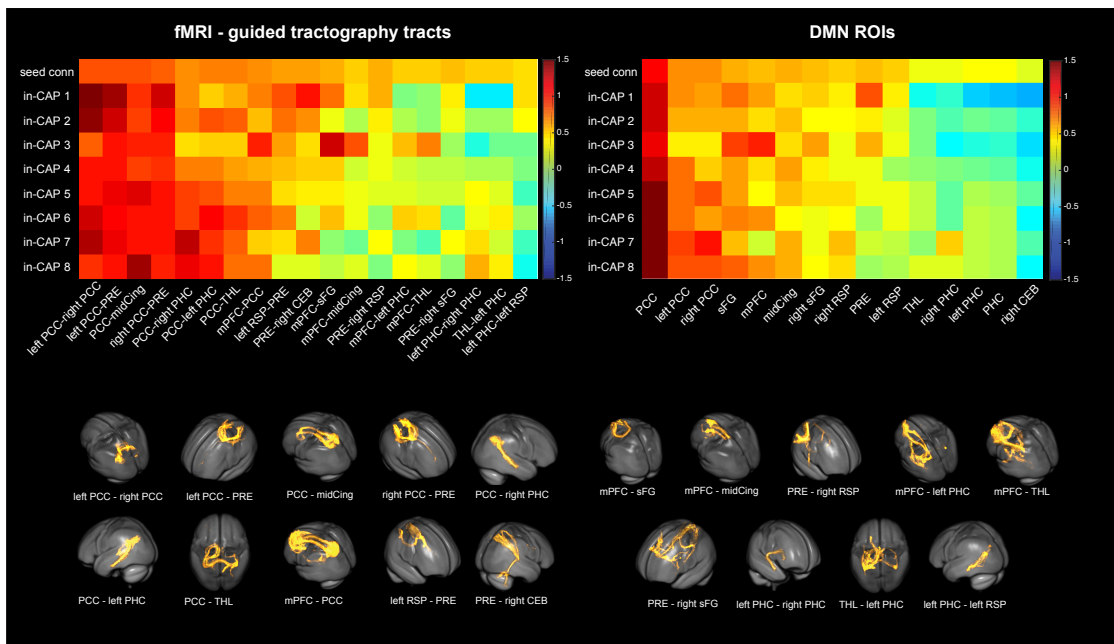 fMRI - guided tractography tracts
DMN ROIs
seed conn
in-CAP 1
in-CAP 2
in-CAP 3
in-CAP 4
in-CAP 5
in-CAP 6
in-CAP 7
in-CAP 8
1.5
1
0.5
0
-0.5
-1
-1.5
left PCC-right PCC
left PCC-PRE
PCC-midCing
right PCC-PRE
PCC-right PHC
PCC-left PHC
PCC-THL
mPFC-PCC
left RSP-PRE
PRE-right CEB
mPFC-sFG
mPFC-midCing
PRE-right RSP
mPFC-left PHC
mPFC-THL
PRE-right sFG
left PHC-right PHC
THL-left PHC
left PHC-left RSP
seed conn
in-CAP 1
in-CAP 2
in-CAP 3
in-CAP 4
in-CAP 5
in-CAP 6
in-CAP 7
in-CAP 8
1.5
1
0.5
0
-0.5
-1
-1.5
PCC
left PCC
right PCC
sFG
mPFC
midCing
right sFG
right RSP
PRE
left RSP
THL
right PHC
left PHC
PHC
right CEB
left PCC - right PCC
left PCC - PRE
PCC - midCing
right PCC - PRE
PCC - right PHC
mPFC - sFG
mPFC - midCing
PRE - right RSP
mPFC - left PHC
mPFC - THL
PCC - left PHC
PCC - THL
mPFC - PCC
left RSP - PRE
PRE - right CEB
PRE - right sFG
left PHC - right PHC
THL - left PHC
left PHC - left RSP